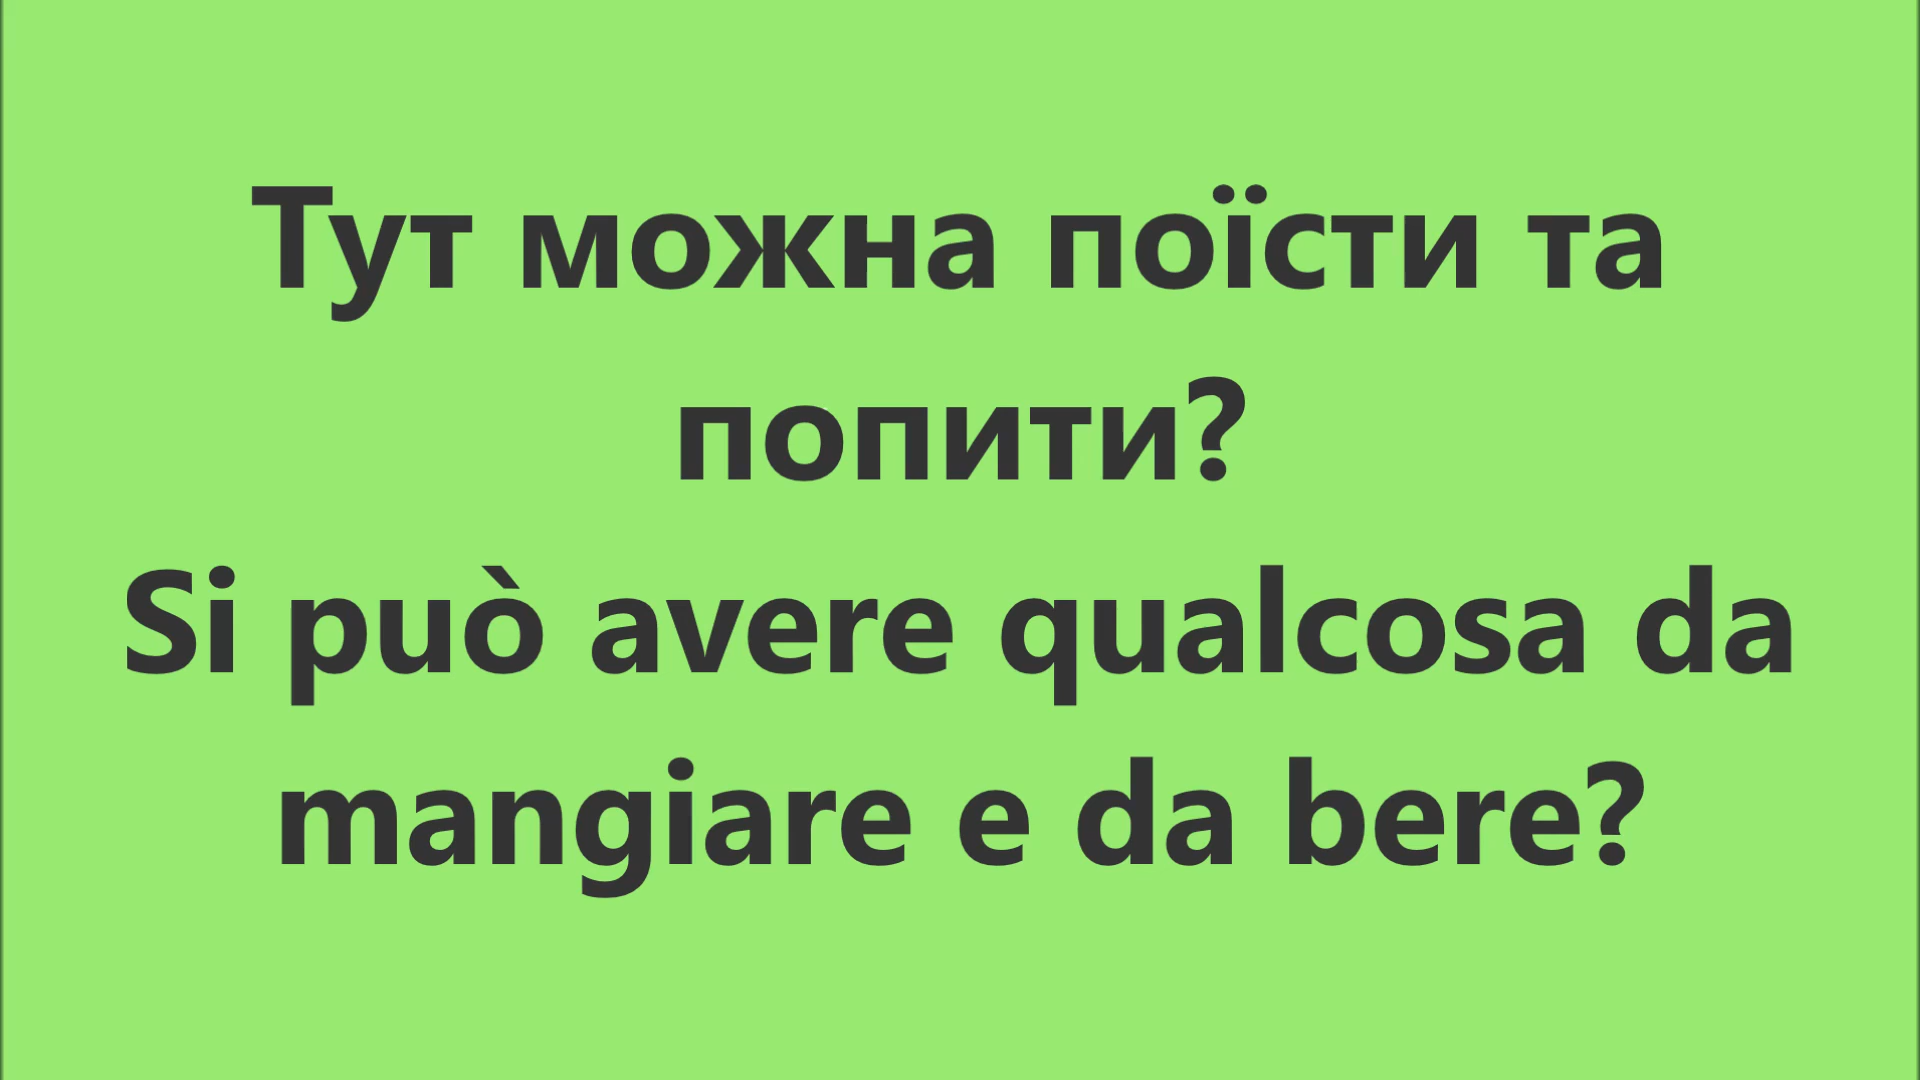 Тут можна поїсти та
попити?
Si può avere qualcosa da
mangiare e da bere?